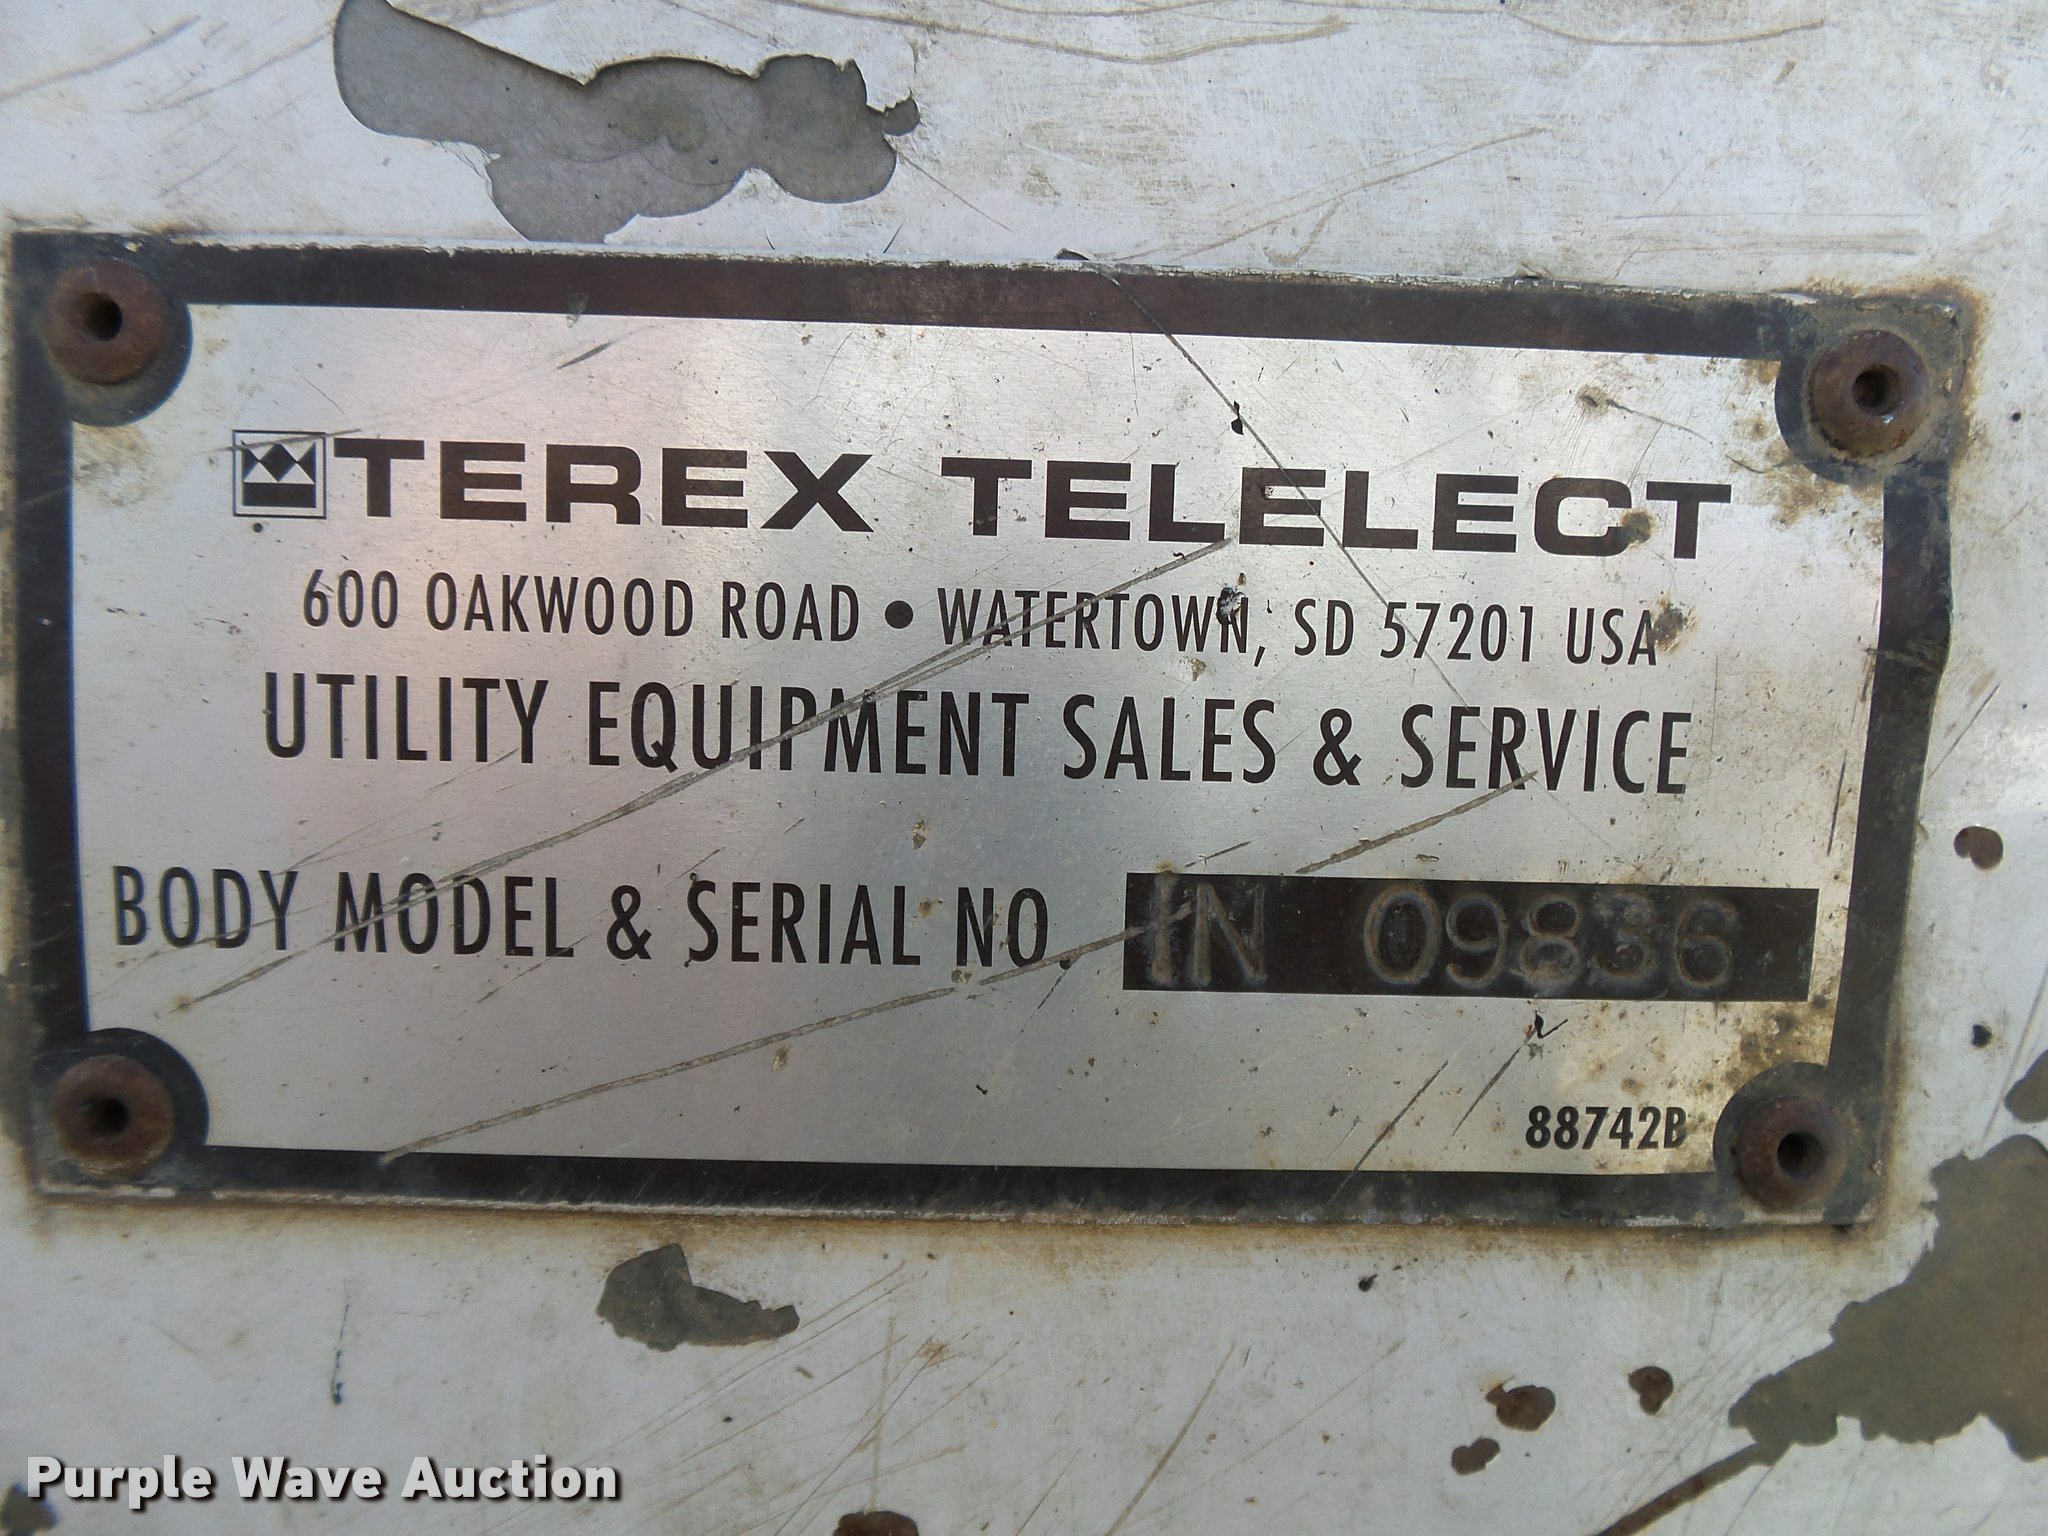 TEREX TELELECT
600 OAKWOOD ROAD • WATERTOWN, SD 57201 USA
UTILITY EQUIPMENT SALES & SERVICE
BODY MODEL & SERIAL NO. IN 09836
88742B
Purple Wave Auction